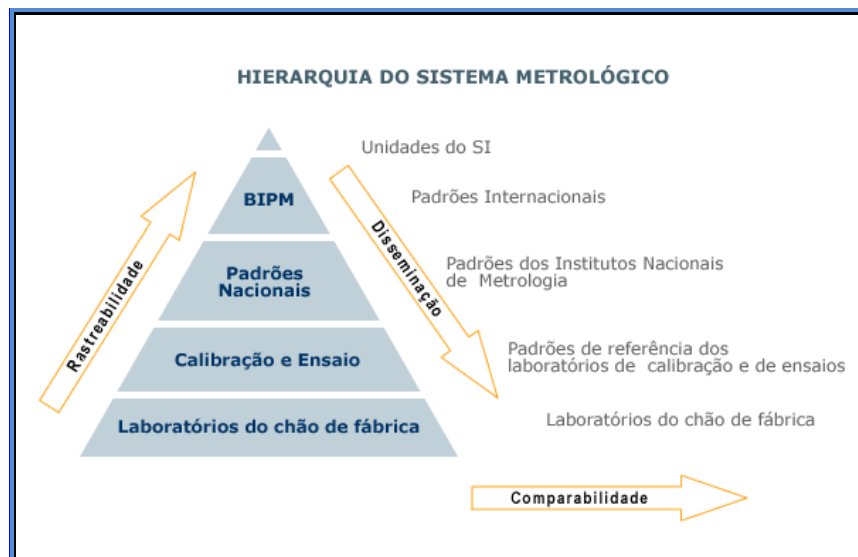 HIERARQUIA DO SISTEMA METROLÓGICO
Unidades do SI
BIPM
Padrões Internacionais
Rastreabilidade
Disseminação
Padrões
Nacionais
Padrões dos Institutos Nacionais
de Metrologia
Calibração e Ensaio
Padrões de referência dos
laboratórios de calibração e de ensaios
Laboratórios do chão de fábrica
Laboratórios do chão de fábrica
Comparabilidade